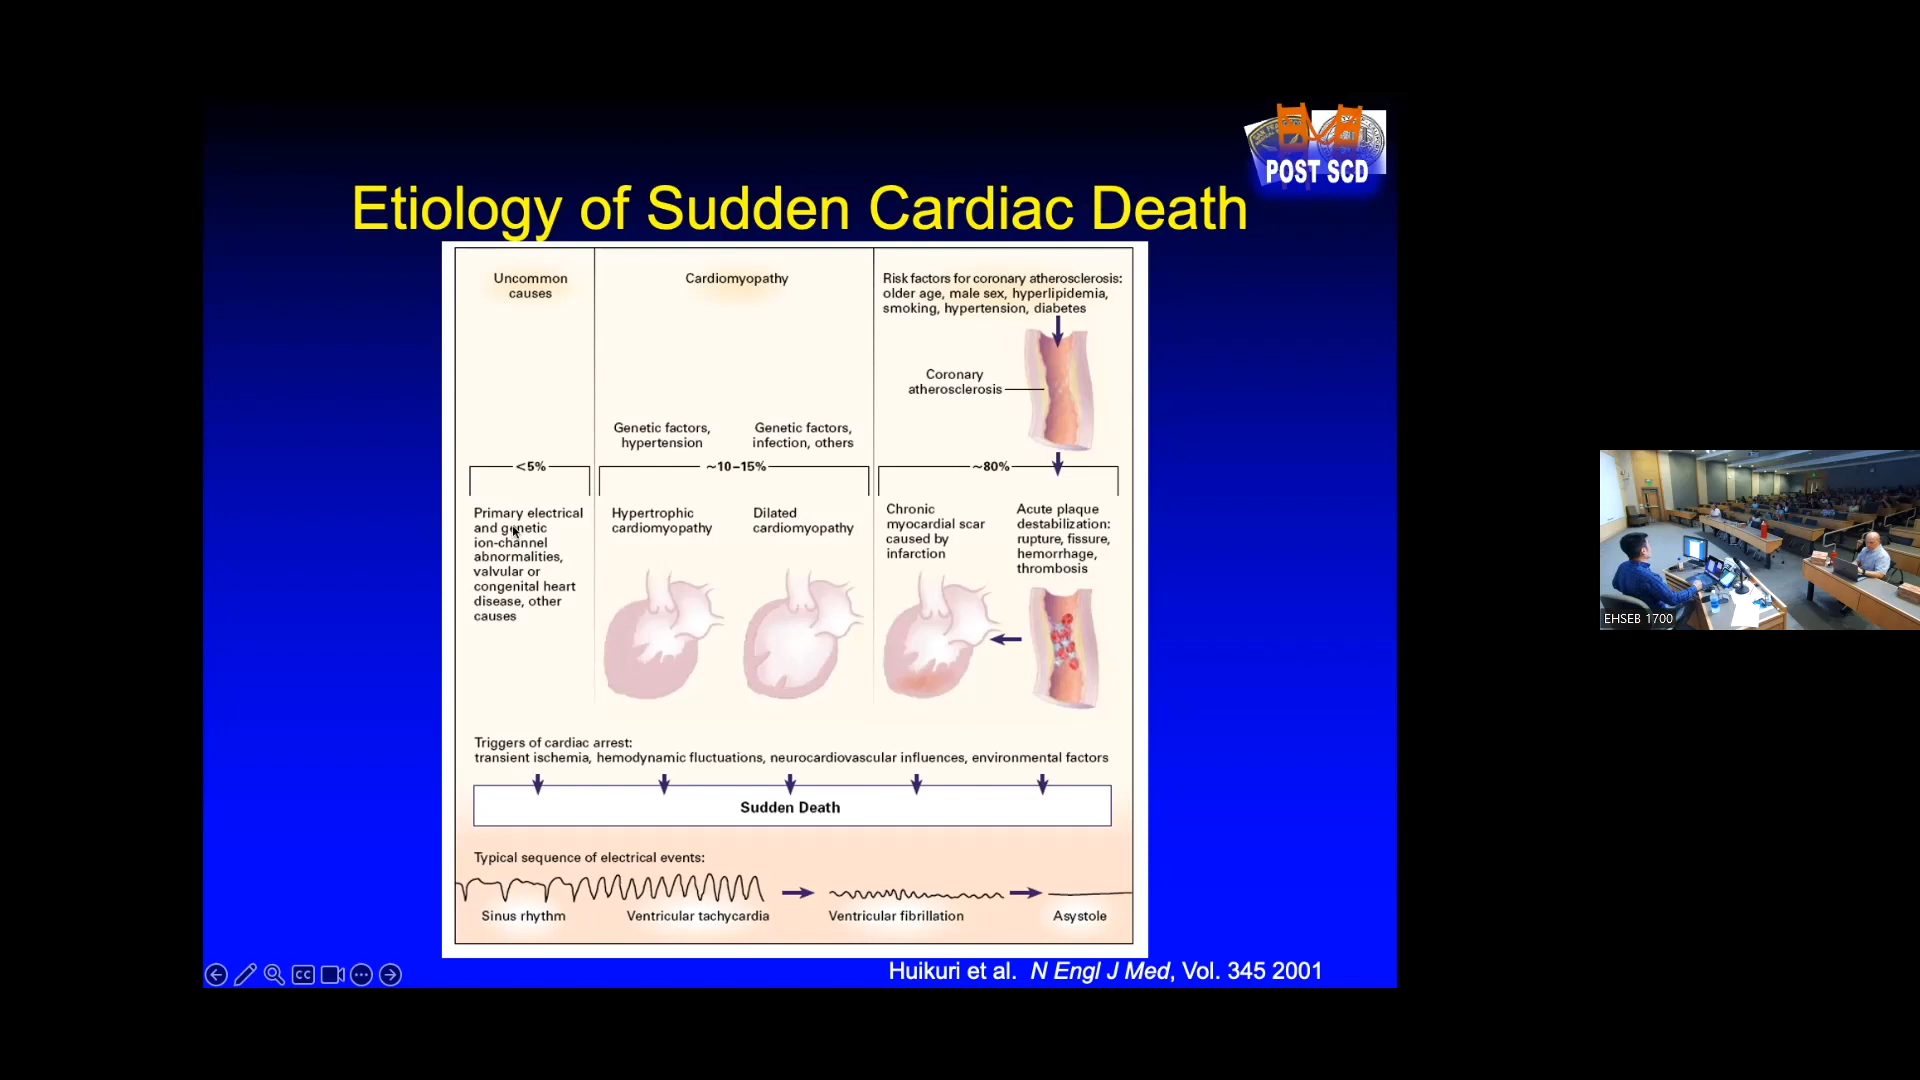 POST SCD
Etiology of Sudden Cardiac Death
Uncommon
causes
Cardiomyopathy
Risk factors for coronary atherosclerosis:
older age, male sex, hyperlipidemia,
smoking, hypertension, diabetes
Coronary
atherosclerosis
Genetic factors,
hypertension
Genetic factors,
infection, others
<5%
~10–15%
~80%
Primary electrical
and genetic
ion-channel
abnormalities,
valvular or
congenital heart
disease, other
causes
Hypertrophic
cardiomyopathy
Dilated
cardiomyopathy
Chronic
myocardial scar
caused by
infarction
Acute plaque
destabilization:
rupture, fissure,
hemorrhage,
thrombosis
Triggers of cardiac arrest:
transient ischemia, hemodynamic fluctuations, neurocardiovascular influences, environmental factors
Sudden Death
Typical sequence of electrical events:
Sinus rhythm
Ventricular tachycardia
Ventricular fibrillation
Asystole
Huikuri et al. N Engl J Med, Vol. 345 2001
CC
EHSEB 1700